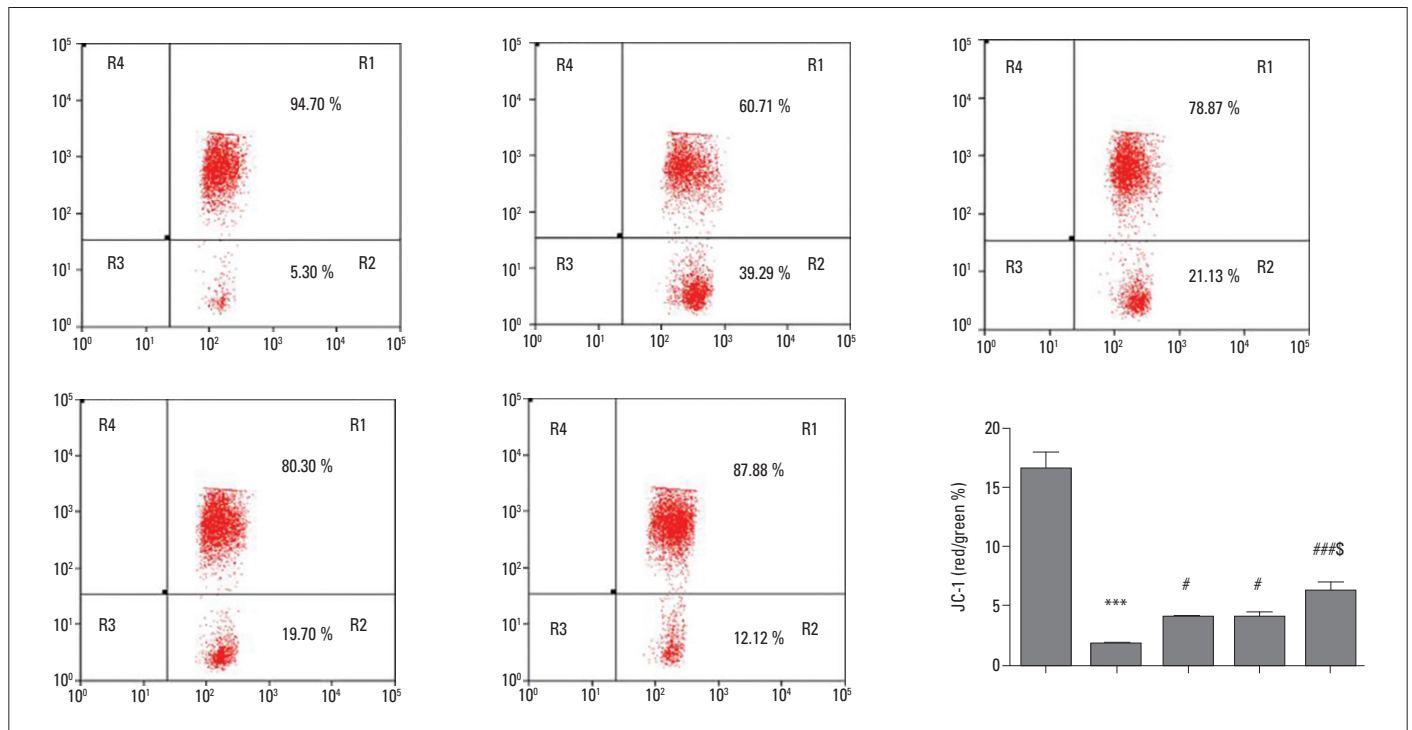 10⁵
R4
R1
10⁴
94.70 %
10³
10²
R3
R2
10¹
5.30 %
10⁰
10⁰ 10¹ 10² 10³ 10⁴ 10⁵
10⁵
R4
R1
10⁴
60.71 %
10³
10²
R3
R2
10¹
39.29 %
10⁰
10⁰ 10¹ 10² 10³ 10⁴ 10⁵
10⁵
R4
R1
10⁴
78.87 %
10³
10²
R3
R2
10¹
21.13 %
10⁰
10⁰ 10¹ 10² 10³ 10⁴ 10⁵
10⁵
R4
R1
10⁴
80.30 %
10³
10²
R3
R2
19.70 %
10¹
10⁰
10⁰ 10¹ 10² 10³ 10⁴ 10⁵
10⁵
R4
R1
10⁴
87.88 %
10³
10²
R3
R2
12.12 %
10¹
10⁰
10⁰ 10¹ 10² 10³ 10⁴ 10⁵
JC-1 (red/green %)
20
15
10
5
0
***
#
#
###$